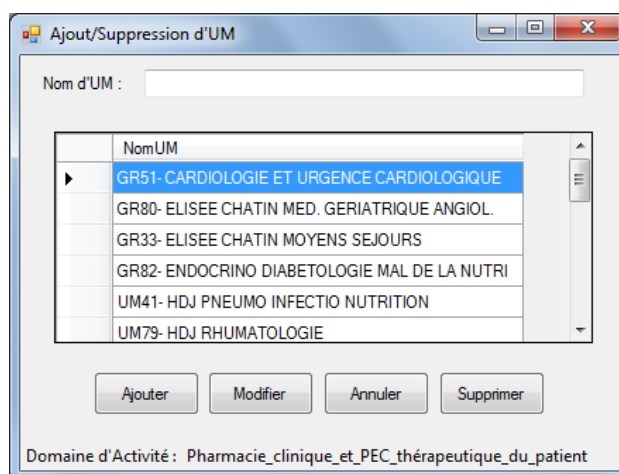 Ajout/Suppression d'UM
Nom d'UM :
NomUM
GR51- CARDIOLOGIE ET URGENCE CARDIOLOGIQUE
GR80- ELISEE CHATIN MED. GERIATRIQUE ANGIOL.
GR33- ELISEE CHATIN MOYENS SEJOURS
GR82- ENDOCRINO DIABETOLOGIE MAL DE LA NUTRI
UM41- HDJ PNEUMO INFECTIO NUTRITION
UM79- HDJ RHUMATOLOGIE
Ajouter Modifier Annuler Supprimer
Domaine d'Activité : Pharmacie_clinique_et_PEC_thérapeutique_du_patient